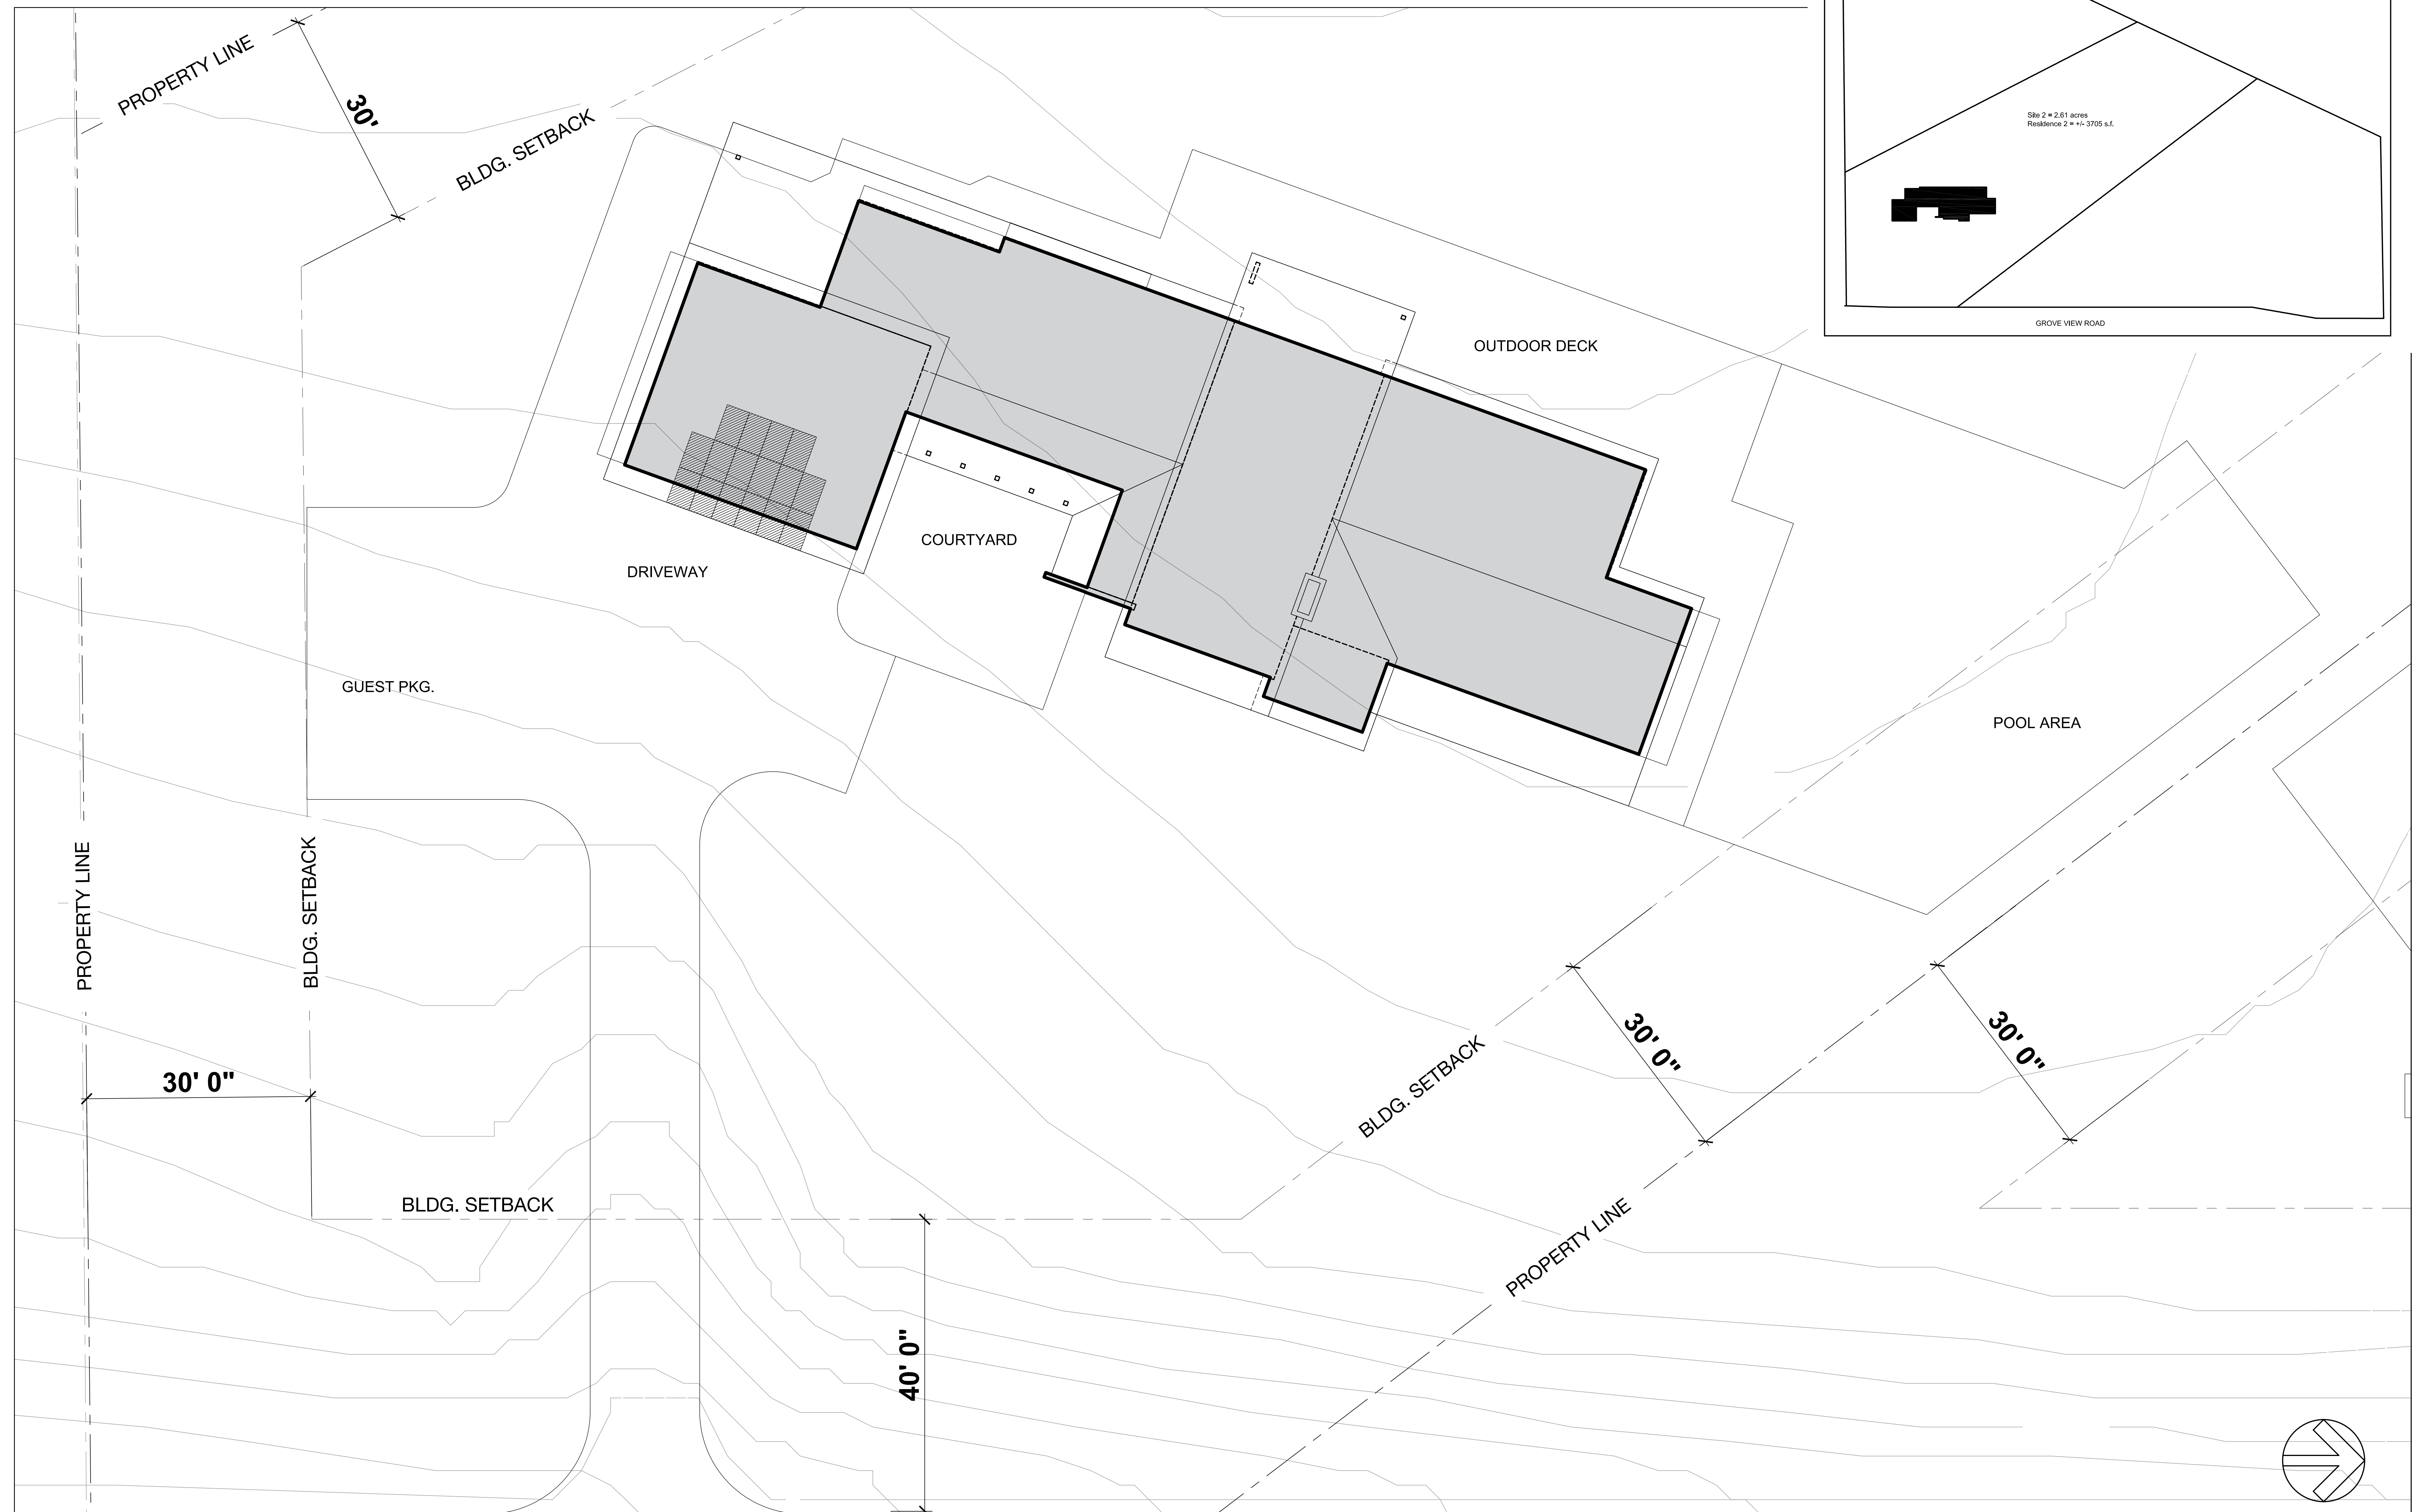 PROPERTY LINE
30'
BLDG. SETBACK
Site 2 = 2.61 acres
Residence 2 = +/- 3705 s.f.
GROVE VIEW ROAD
OUTDOOR DECK
COURTYARD
DRIVEWAY
GUEST PKG.
POOL AREA
PROPERTY LINE
BLDG. SETBACK
30' 0"
30' 0"
30' 0"
BLDG. SETBACK
BLDG. SETBACK
PROPERTY LINE
40' 0"